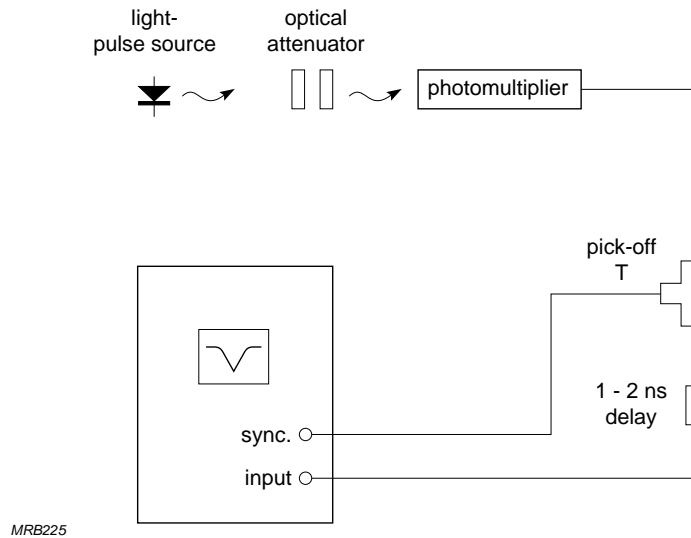 light-
pulse source
optical
attenuator
photomultiplier
pick-off
T
1 - 2 ns
delay
sync.
input
MRB225